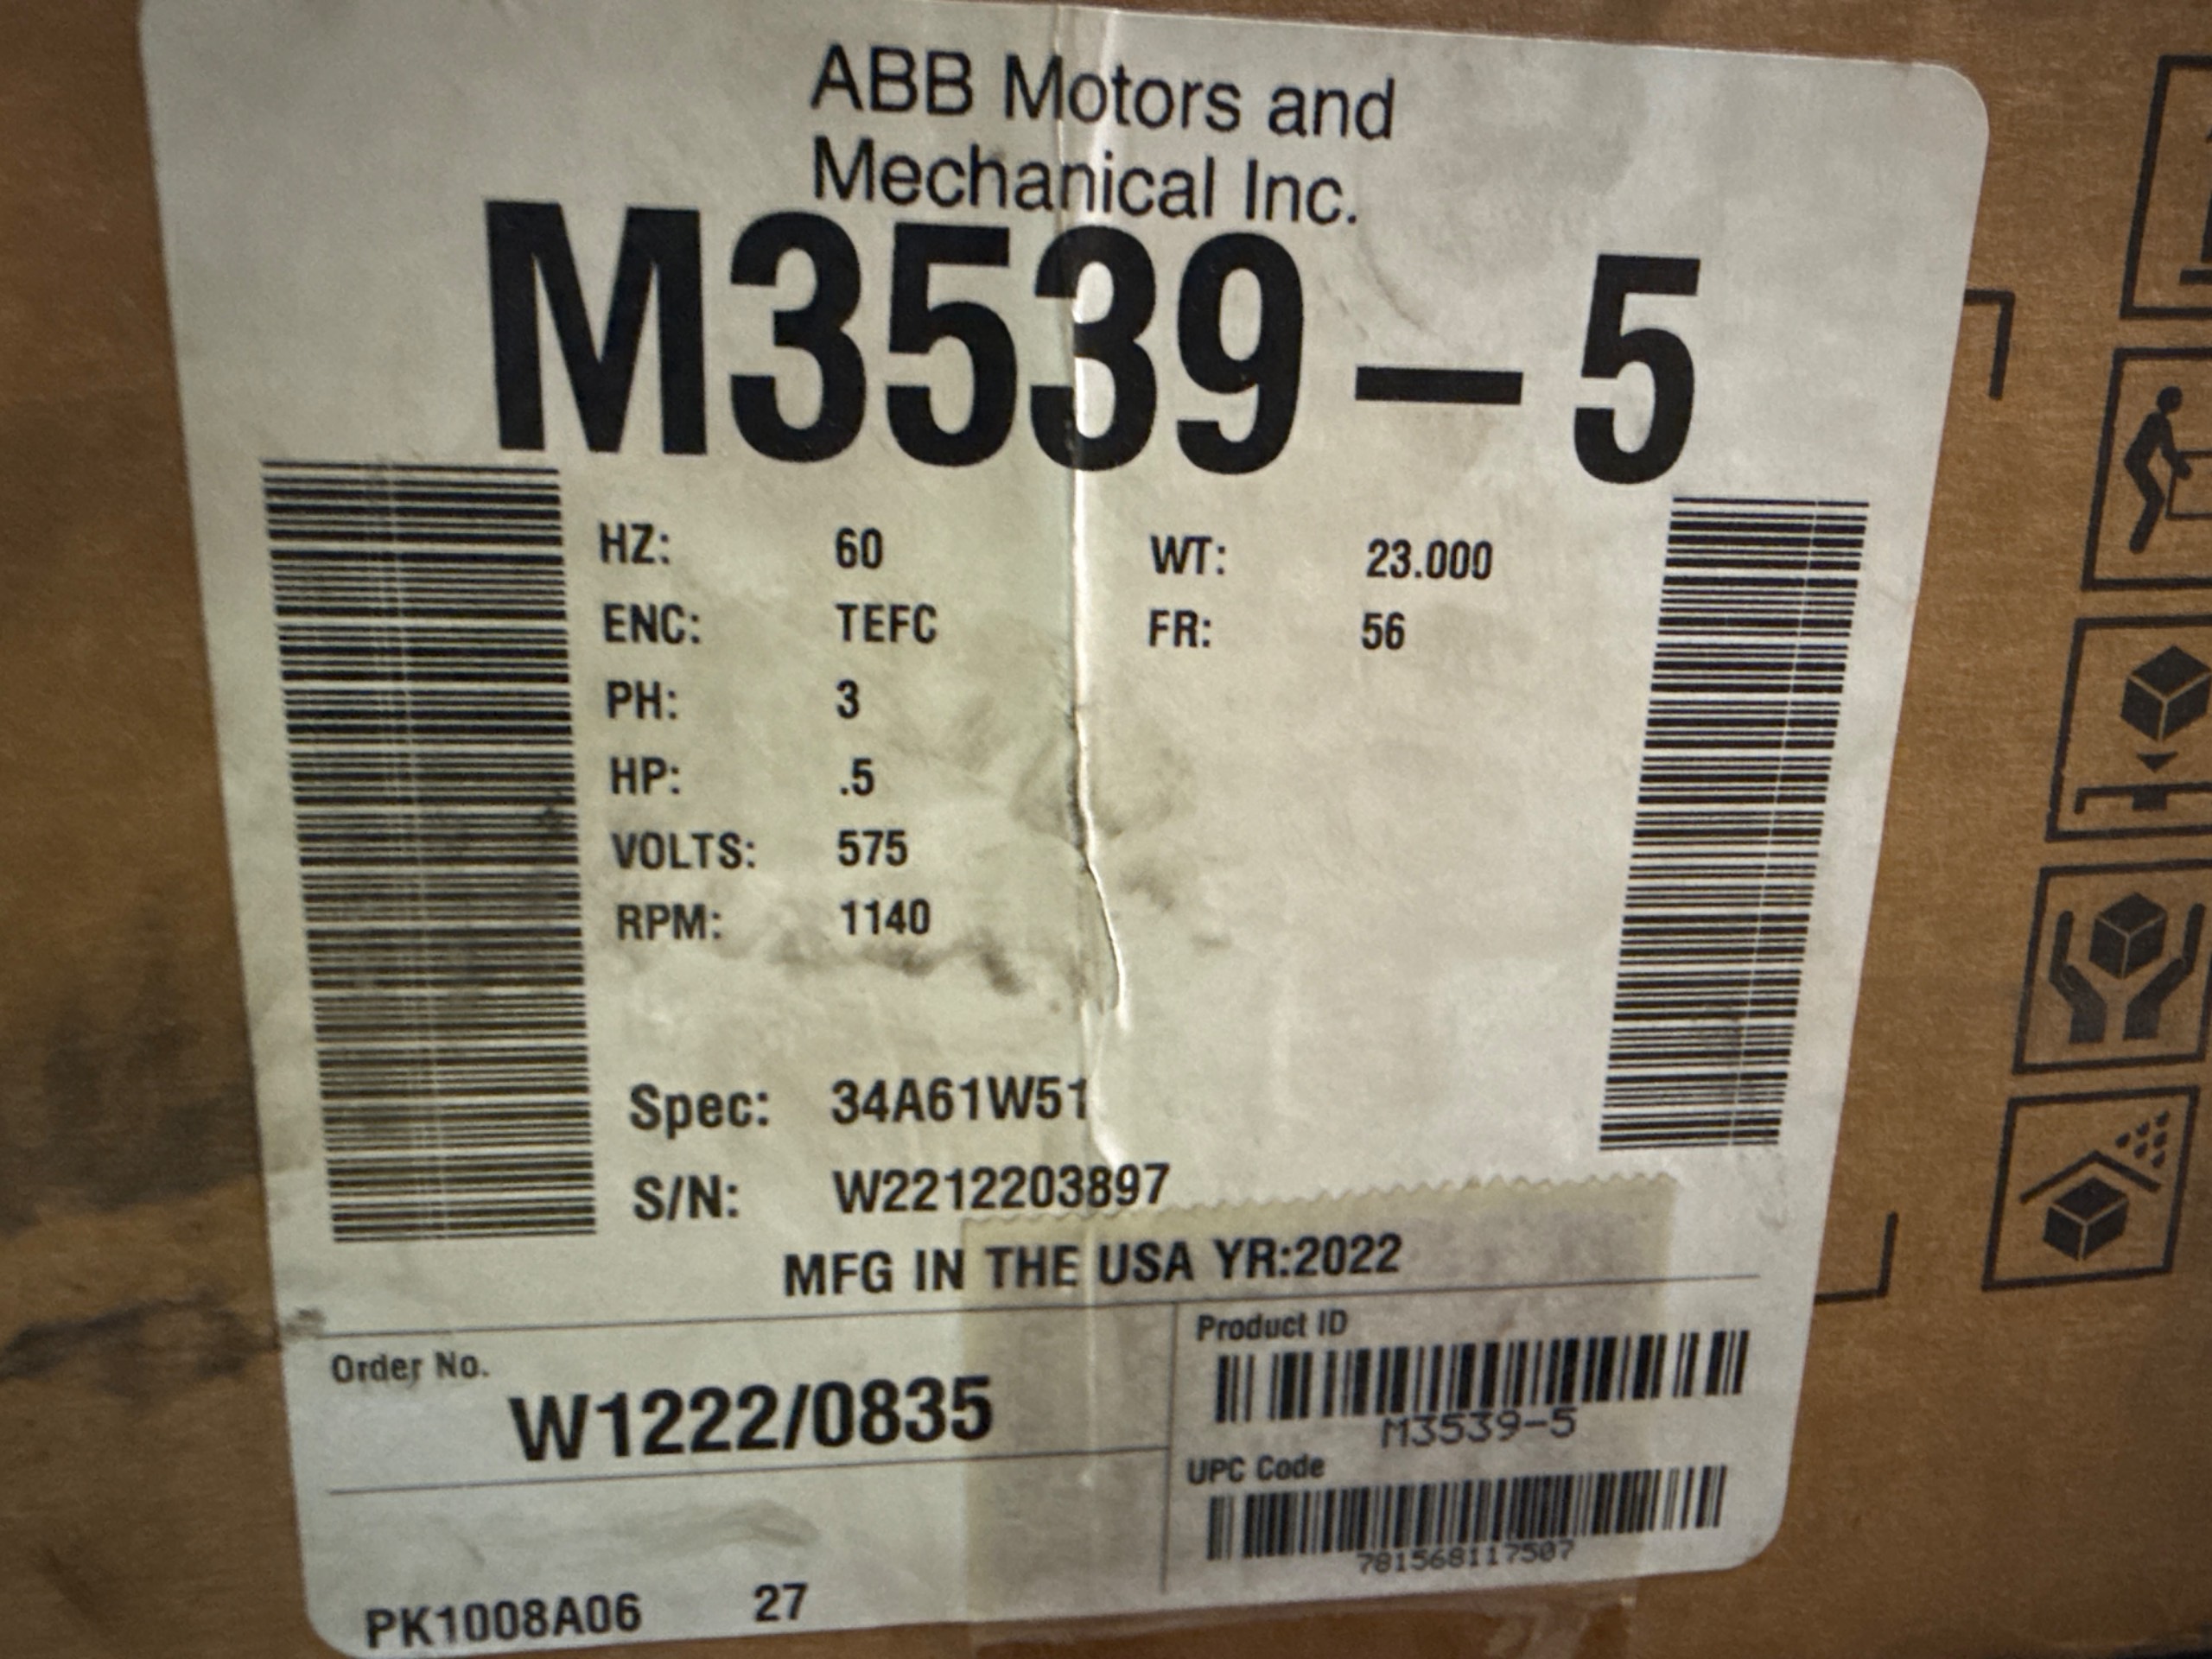 ABB Motors and
Mechanical Inc.
M3539-5
HZ: 60 WT: 23.000
ENC: TEFC FR: 56
PH: 3
HP: .5
VOLTS: 575
RPM: 1140
Spec: 34A61W51
S/N: W2212203897
MFG IN THE USA YR:2022
Order No.
W1222/0835
Product ID
M3539-5
UPC Code
781568117507
PK1008A06 27